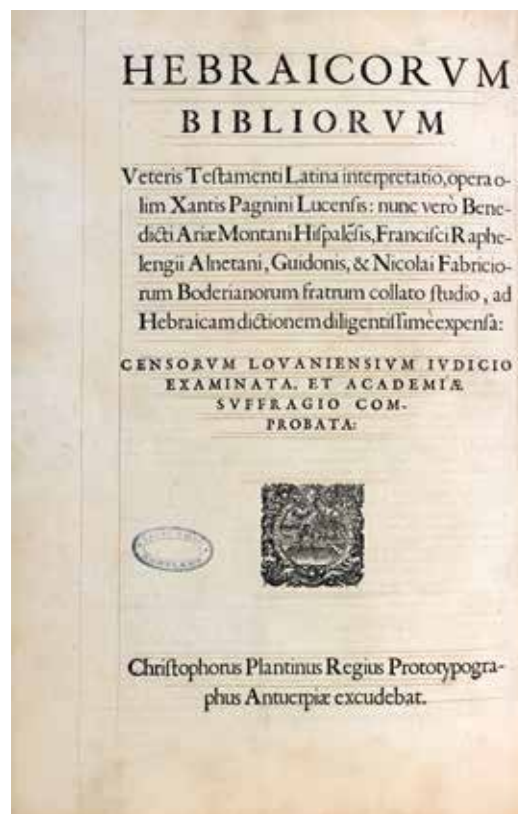 HEBRAICORVM
BIBLIORVM
Veteris Teſtamenti Latina interpretatio, opera o-
lim Xantis Pagnini Lucenſis: nunc verò Bene-
dicti Ariæ Montani Hiſpalẽſis, Franciſci Raphe-
lengii Alnetani, Guidonis, & Nicolai Fabricio-
rum Boderianorum fratrum collato ſtudio, ad
Hebraicam dictionem diligentiſſimè expenſa:
CENSORVM LOVANIENSIVM IVDICIO
EXAMINATA, ET ACADEMIÆ
SVFFRAGIO COM-
PROBATA:
Chriſtophorus Plantinus Regius Prototypogra-
phus Antuerpiæ excudebat.